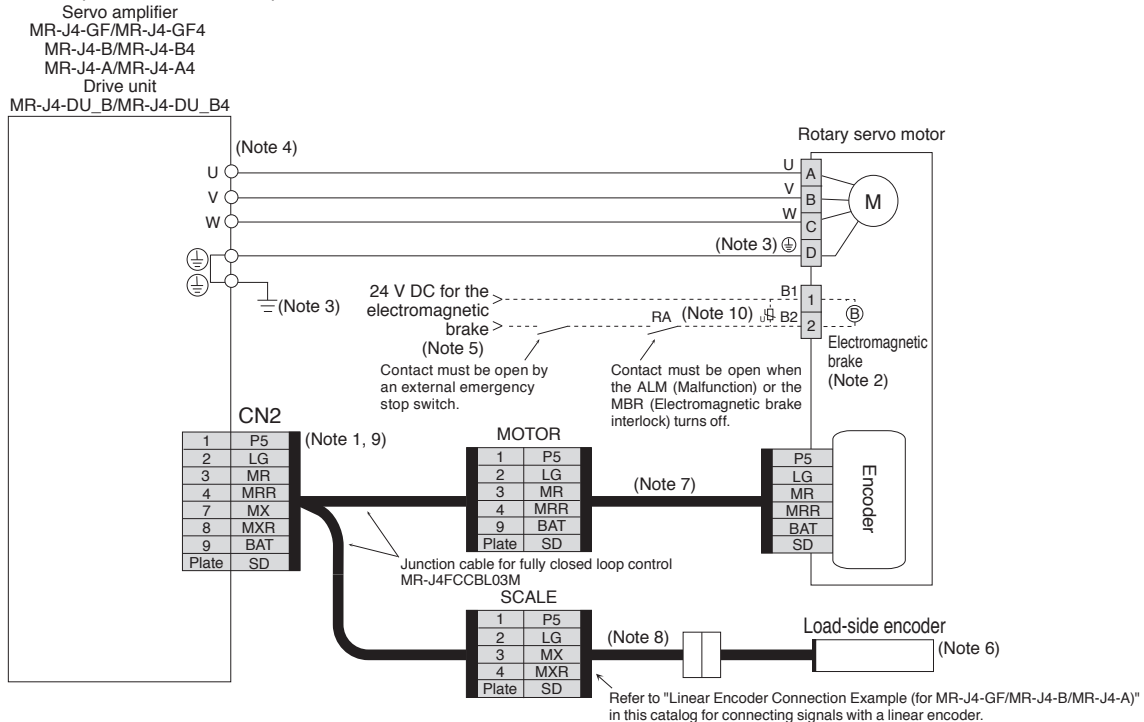 Servo amplifier
MR-J4-GF/MR-J4-GF4
MR-J4-B/MR-J4-B4
MR-J4-A/MR-J4-A4
Drive unit
MR-J4-DU_B/MR-J4-DU_B4
Rotary servo motor
(Note 4)
U
U
A
V
V
B
M
W
W
C
(Note 3)
D
(Note 3)
24 V DC for the
electromagnetic
brake
(Note 5)
B1
1
RA
(Note 10)
U
B2
2
B
Electromagnetic
brake
(Note 2)
Contact must be open by
an external emergency
stop switch.
Contact must be open when
the ALM (Malfunction) or the
MBR (Electromagnetic brake
interlock) turns off.
CN2
(Note 1, 9)
1 P5
2 LG
3 MR
4 MRR
7 MX
8 MXR
9 BAT
Plate SD
MOTOR
1 P5
2 LG
3 MR
4 MRR
9 BAT
Plate SD
(Note 7)
P5
LG
MR
MRR
BAT
SD
Encoder
Junction cable for fully closed loop control
MR-J4FCCBL03M
SCALE
1 P5
2 LG
3 MX
4 MXR
Plate SD
(Note 8)
Load-side encoder
(Note 6)
Refer to "Linear Encoder Connection Example (for MR-J4-GF/MR-J4-B/MR-J4-A)"
in this catalog for connecting signals with a linear encoder.